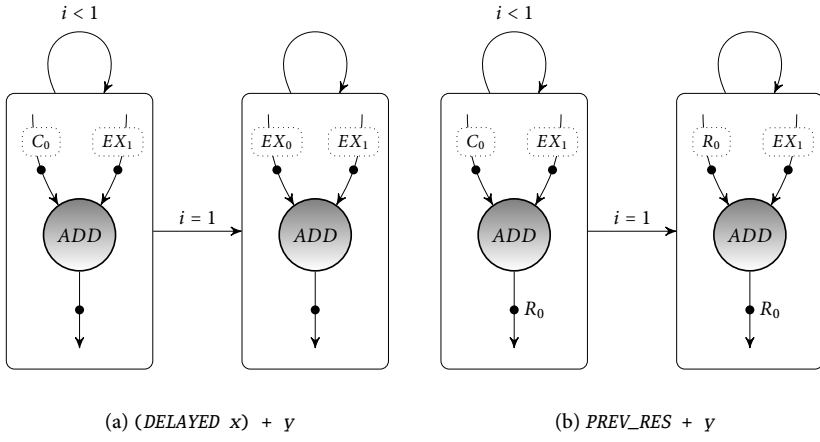 i < 1
i < 1
C₀ EX₁ EX₀ EX₁ C₀ EX₁ R₀ EX₁
ADD ADD ADD ADD
i = 1 i = 1
R₀ R₀
(a) (DELAYED x) + y (b) PREV_RES + y